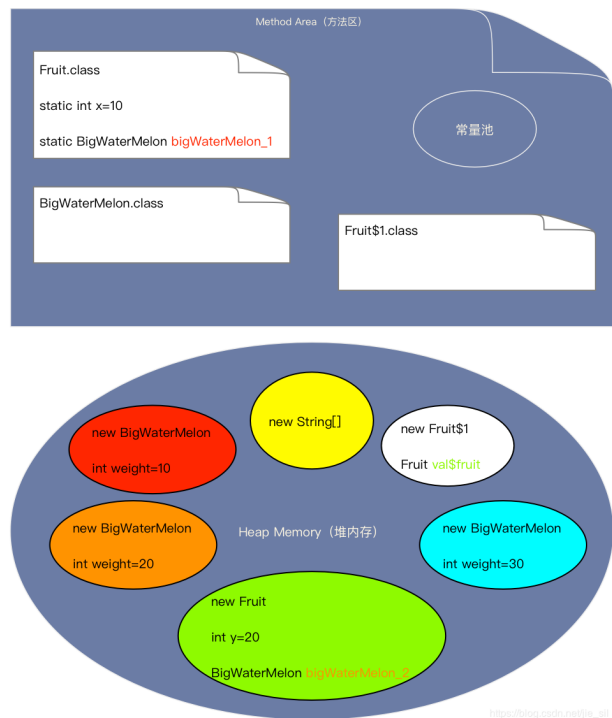 Method Area（方法区）
Fruit.class
static int x=10
static BigWaterMelon bigWaterMelon_1
常量池
BigWaterMelon.class
Fruit$1.class
new String[]
new BigWaterMelon
int weight=10
new Fruit$1
Fruit val$fruit
new BigWaterMelon
int weight=20
Heap Memory（堆内存）
new BigWaterMelon
int weight=30
new Fruit
int y=20
BigWaterMelon bigWaterMelon_2